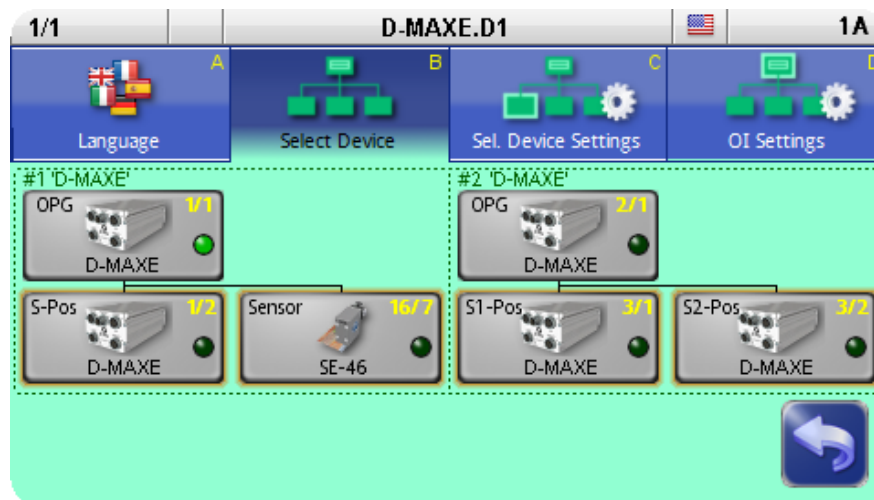 1/1 D-MAXE.D1 1A
A B C D
Language Select Device Sel. Device Settings OI Settings
#1 'D-MAXE' #2 'D-MAXE'
OPG 1/1 OPG 2/1
D-MAXE D-MAXE
S-Pos 1/2 Sensor 16/7 S1-Pos 3/1 S2-Pos 3/2
D-MAXE SE-46 D-MAXE D-MAXE